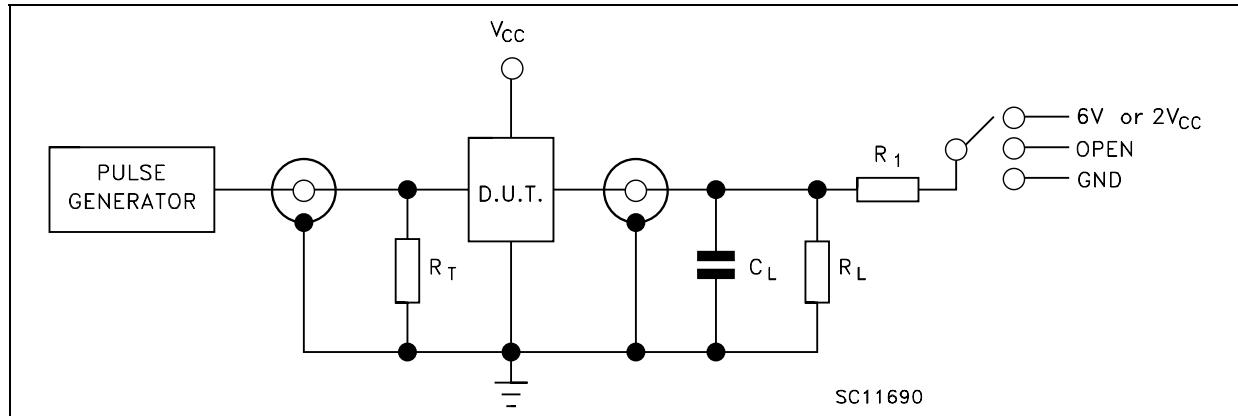 VCC
6V or 2VCC
OPEN
GND
R1
PULSE
GENERATOR
D.U.T.
RT
CL
RL
SC11690